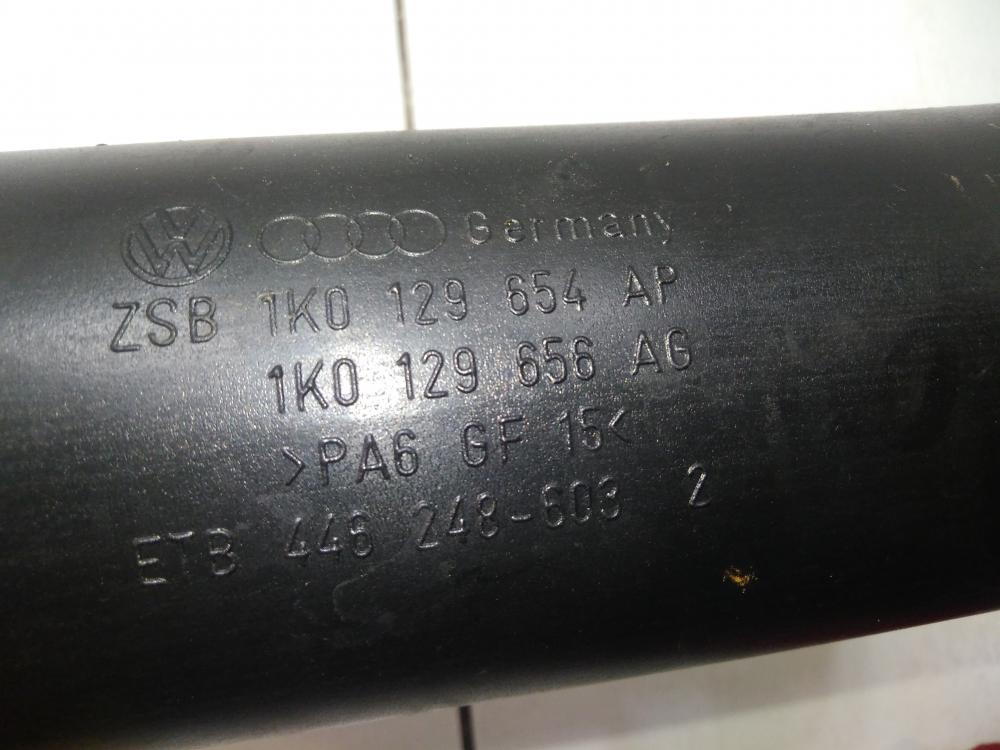 Germany
ZSB 1K0 129 654 AP
1K0 129 656 AG
>PA6 GF 15<
ETB 446 248-603 2